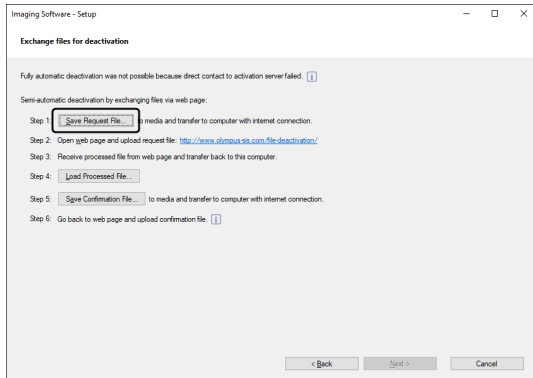 Imaging Software - Setup
Exchange files for deactivation
Fully automatic deactivation was not possible because direct contact to activation server failed. i
Semi-automatic deactivation by exchanging files via web page:
Step 1: Save Request File... to media and transfer to computer with internet connection.
Step 2: Open web page and upload request file: http://www.olympus-sis.com/file-deactivation/
Step 3: Receive processed file from web page and transfer back to this computer.
Step 4: Load Processed File...
Step 5: Save Confirmation File... to media and transfer to computer with internet connection.
Step 6: Go back to web page and upload confirmation file. i
< Back Next > Cancel